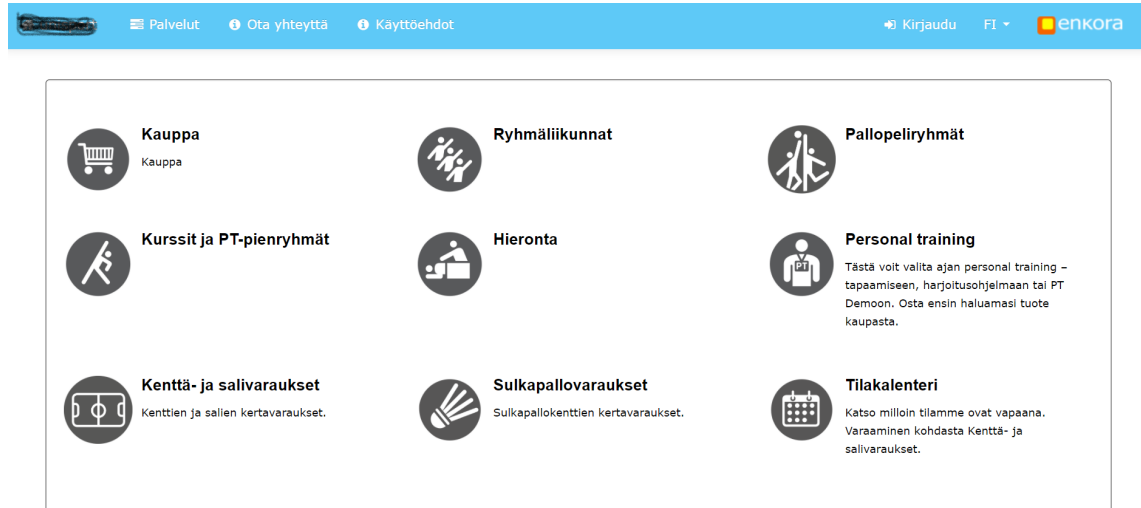 Palvelut Ota yhteyttä Käyttöehdot Kirjaudu FI enkora
Kauppa
Kauppa
Ryhmäliikunnat
Pallopeliryhmät
Kurssit ja PT-pienryhmät
Hieronta
Personal training
Tästä voit valita ajan personal training –
tapaamiseen, harjoitusohjelmaan tai PT
Demoon. Osta ensin haluamasi tuote
kaupasta.
PT
Kenttä- ja salivaraukset
Kenttien ja salien kertavaraukset.
Sulkapallovaraukset
Sulkapallokenttien kertavaraukset.
Tilakalenteri
Katso milloin tilamme ovat vapaana.
Varaaminen kohdasta Kenttä- ja
salivaraukset.